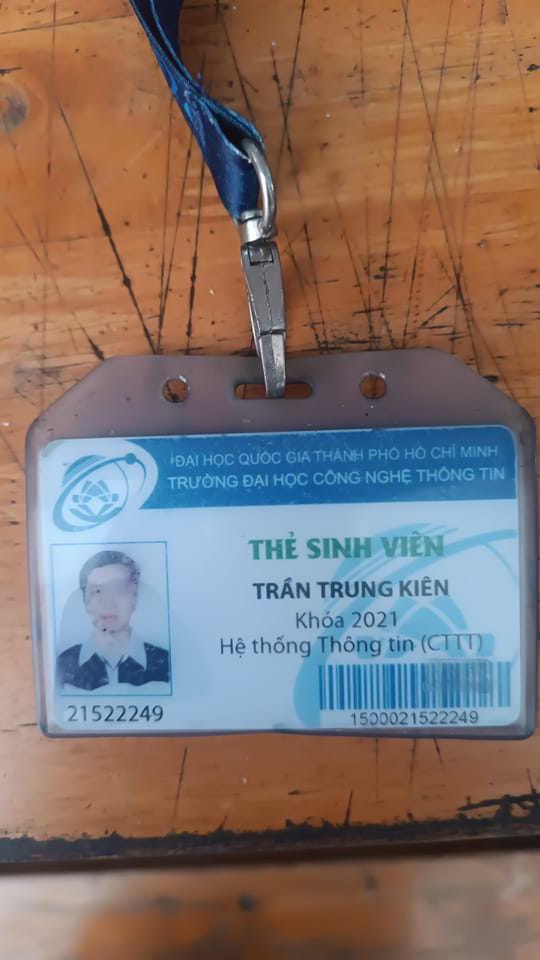 ĐẠI HỌC QUỐC GIA THÀNH PHỐ HỒ CHÍ MINH
TRƯỜNG ĐẠI HỌC CÔNG NGHỆ THÔNG TIN
THẺ SINH VIÊN
TRẦN TRUNG KIÊN
Khóa 2021
Hệ thống Thông tin (CTTT)
21522249
1500021522249